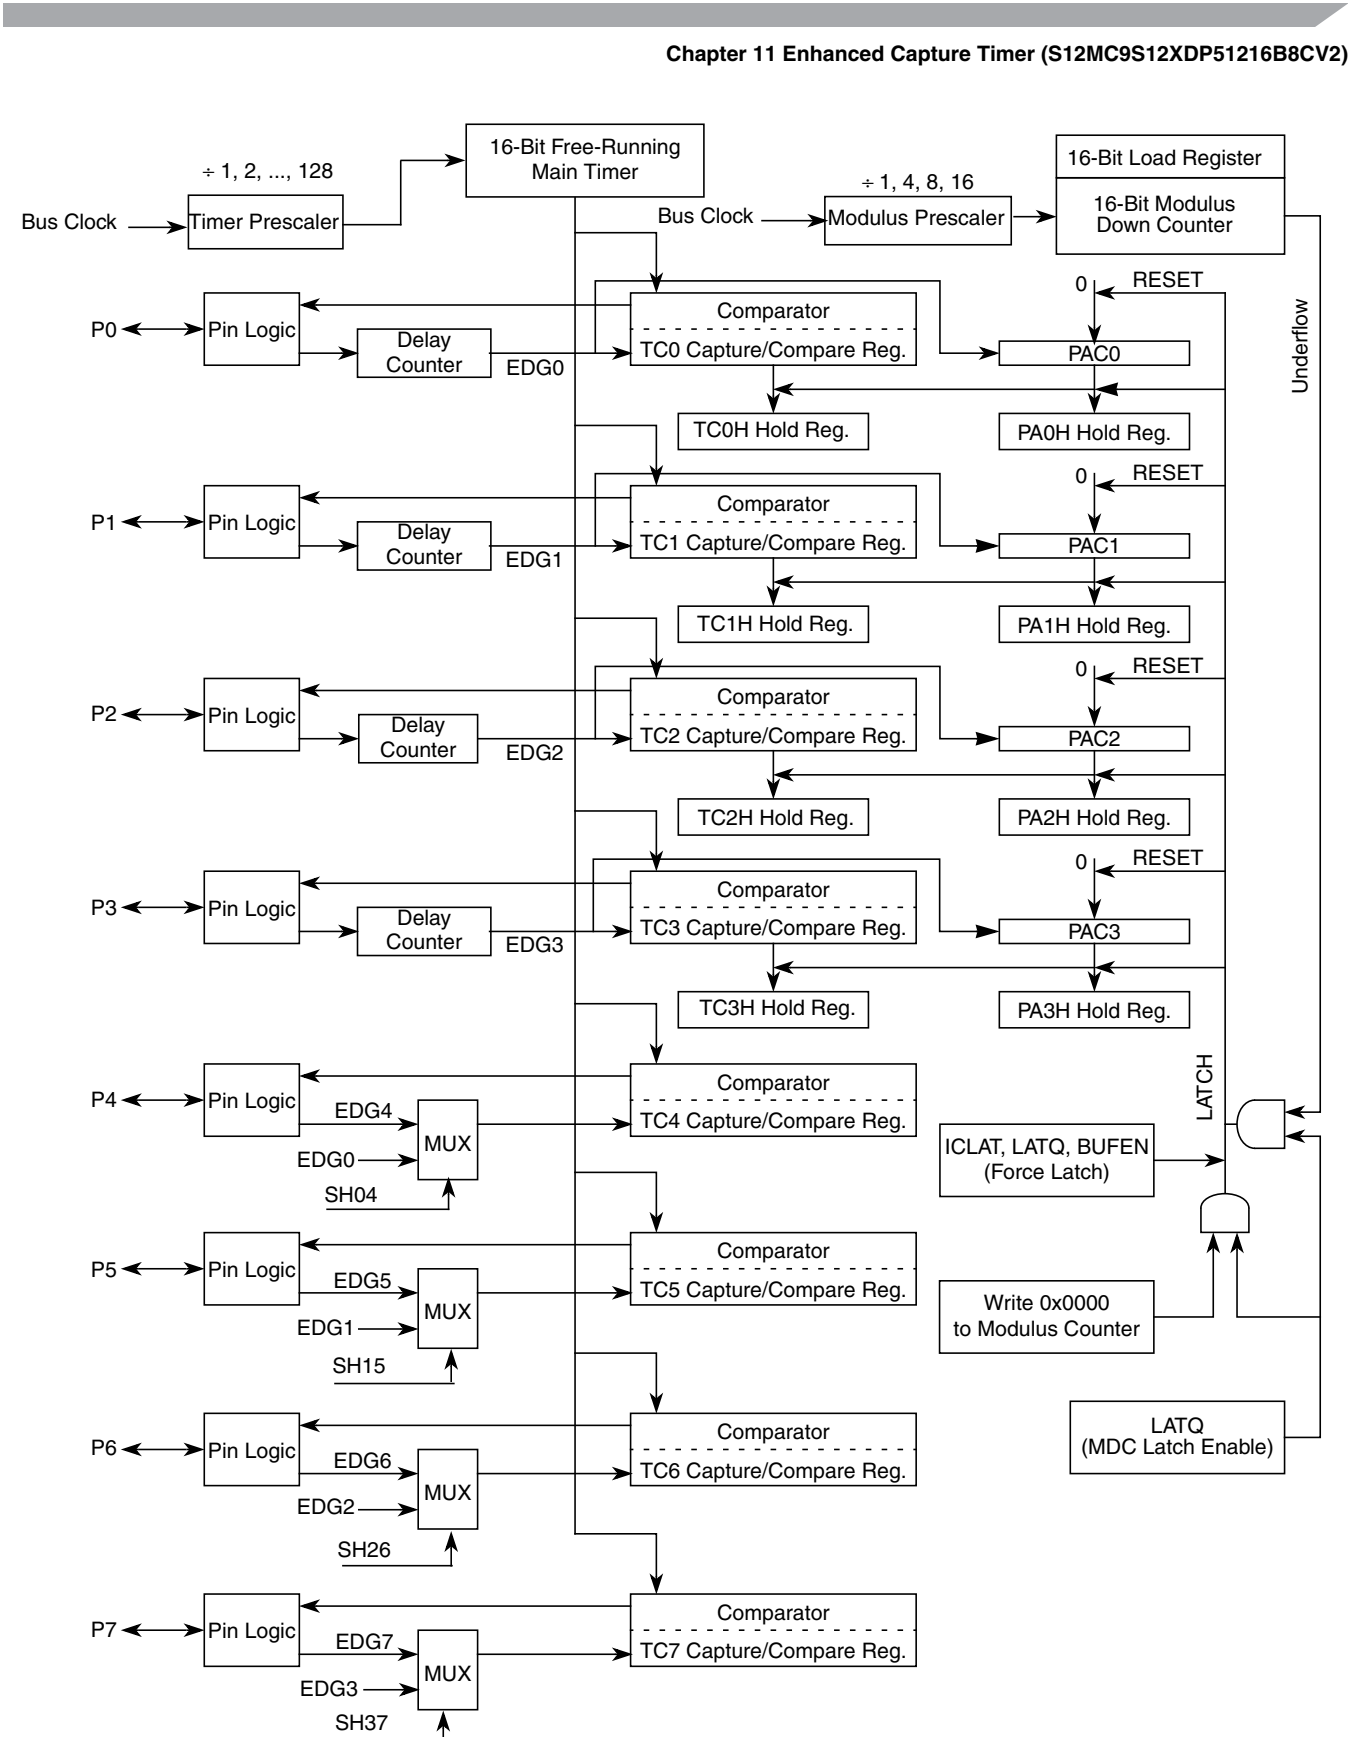 Chapter 11 Enhanced Capture Timer (S12MC9S12XDP51216B8CV2)
÷ 1, 2, ..., 128
16-Bit Free-Running
Main Timer
Bus Clock
Timer Prescaler
÷ 1, 4, 8, 16
Bus Clock
Modulus Prescaler
16-Bit Load Register
16-Bit Modulus
Down Counter
Underflow
P0
Pin Logic
Delay
Counter
EDG0
Comparator
TC0 Capture/Compare Reg.
0
RESET
PAC0
TC0H Hold Reg.
PA0H Hold Reg.
P1
Pin Logic
Delay
Counter
EDG1
Comparator
TC1 Capture/Compare Reg.
0
RESET
PAC1
TC1H Hold Reg.
PA1H Hold Reg.
P2
Pin Logic
Delay
Counter
EDG2
Comparator
TC2 Capture/Compare Reg.
0
RESET
PAC2
TC2H Hold Reg.
PA2H Hold Reg.
P3
Pin Logic
Delay
Counter
EDG3
Comparator
TC3 Capture/Compare Reg.
0
RESET
PAC3
TC3H Hold Reg.
PA3H Hold Reg.
LATCH
P4
Pin Logic
EDG4
EDG0
MUX
SH04
Comparator
TC4 Capture/Compare Reg.
ICLAT, LATQ, BUFEN
(Force Latch)
P5
Pin Logic
EDG5
EDG1
MUX
SH15
Comparator
TC5 Capture/Compare Reg.
Write 0x0000
to Modulus Counter
P6
Pin Logic
EDG6
EDG2
MUX
SH26
Comparator
TC6 Capture/Compare Reg.
LATQ
(MDC Latch Enable)
P7
Pin Logic
EDG7
EDG3
MUX
SH37
Comparator
TC7 Capture/Compare Reg.